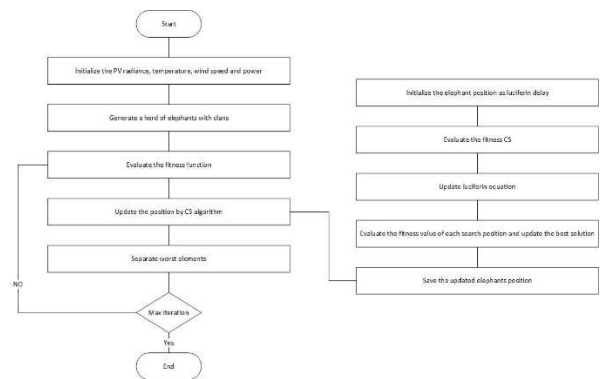 Start
Initialize the PV radiance, temperature, wind speed and power
Generate a herd of elephants with clans
Evaluate the fitness function
Update the position by CS algorithm
Separate worst elements
NO
Max iteration
Yes
End
Initialize the elephant position as luciferin delay
Evaluate the fitness CS
Update luciferin equation
Evaluate the fitness value of each search position and update the best solution
Save the updated elephants position